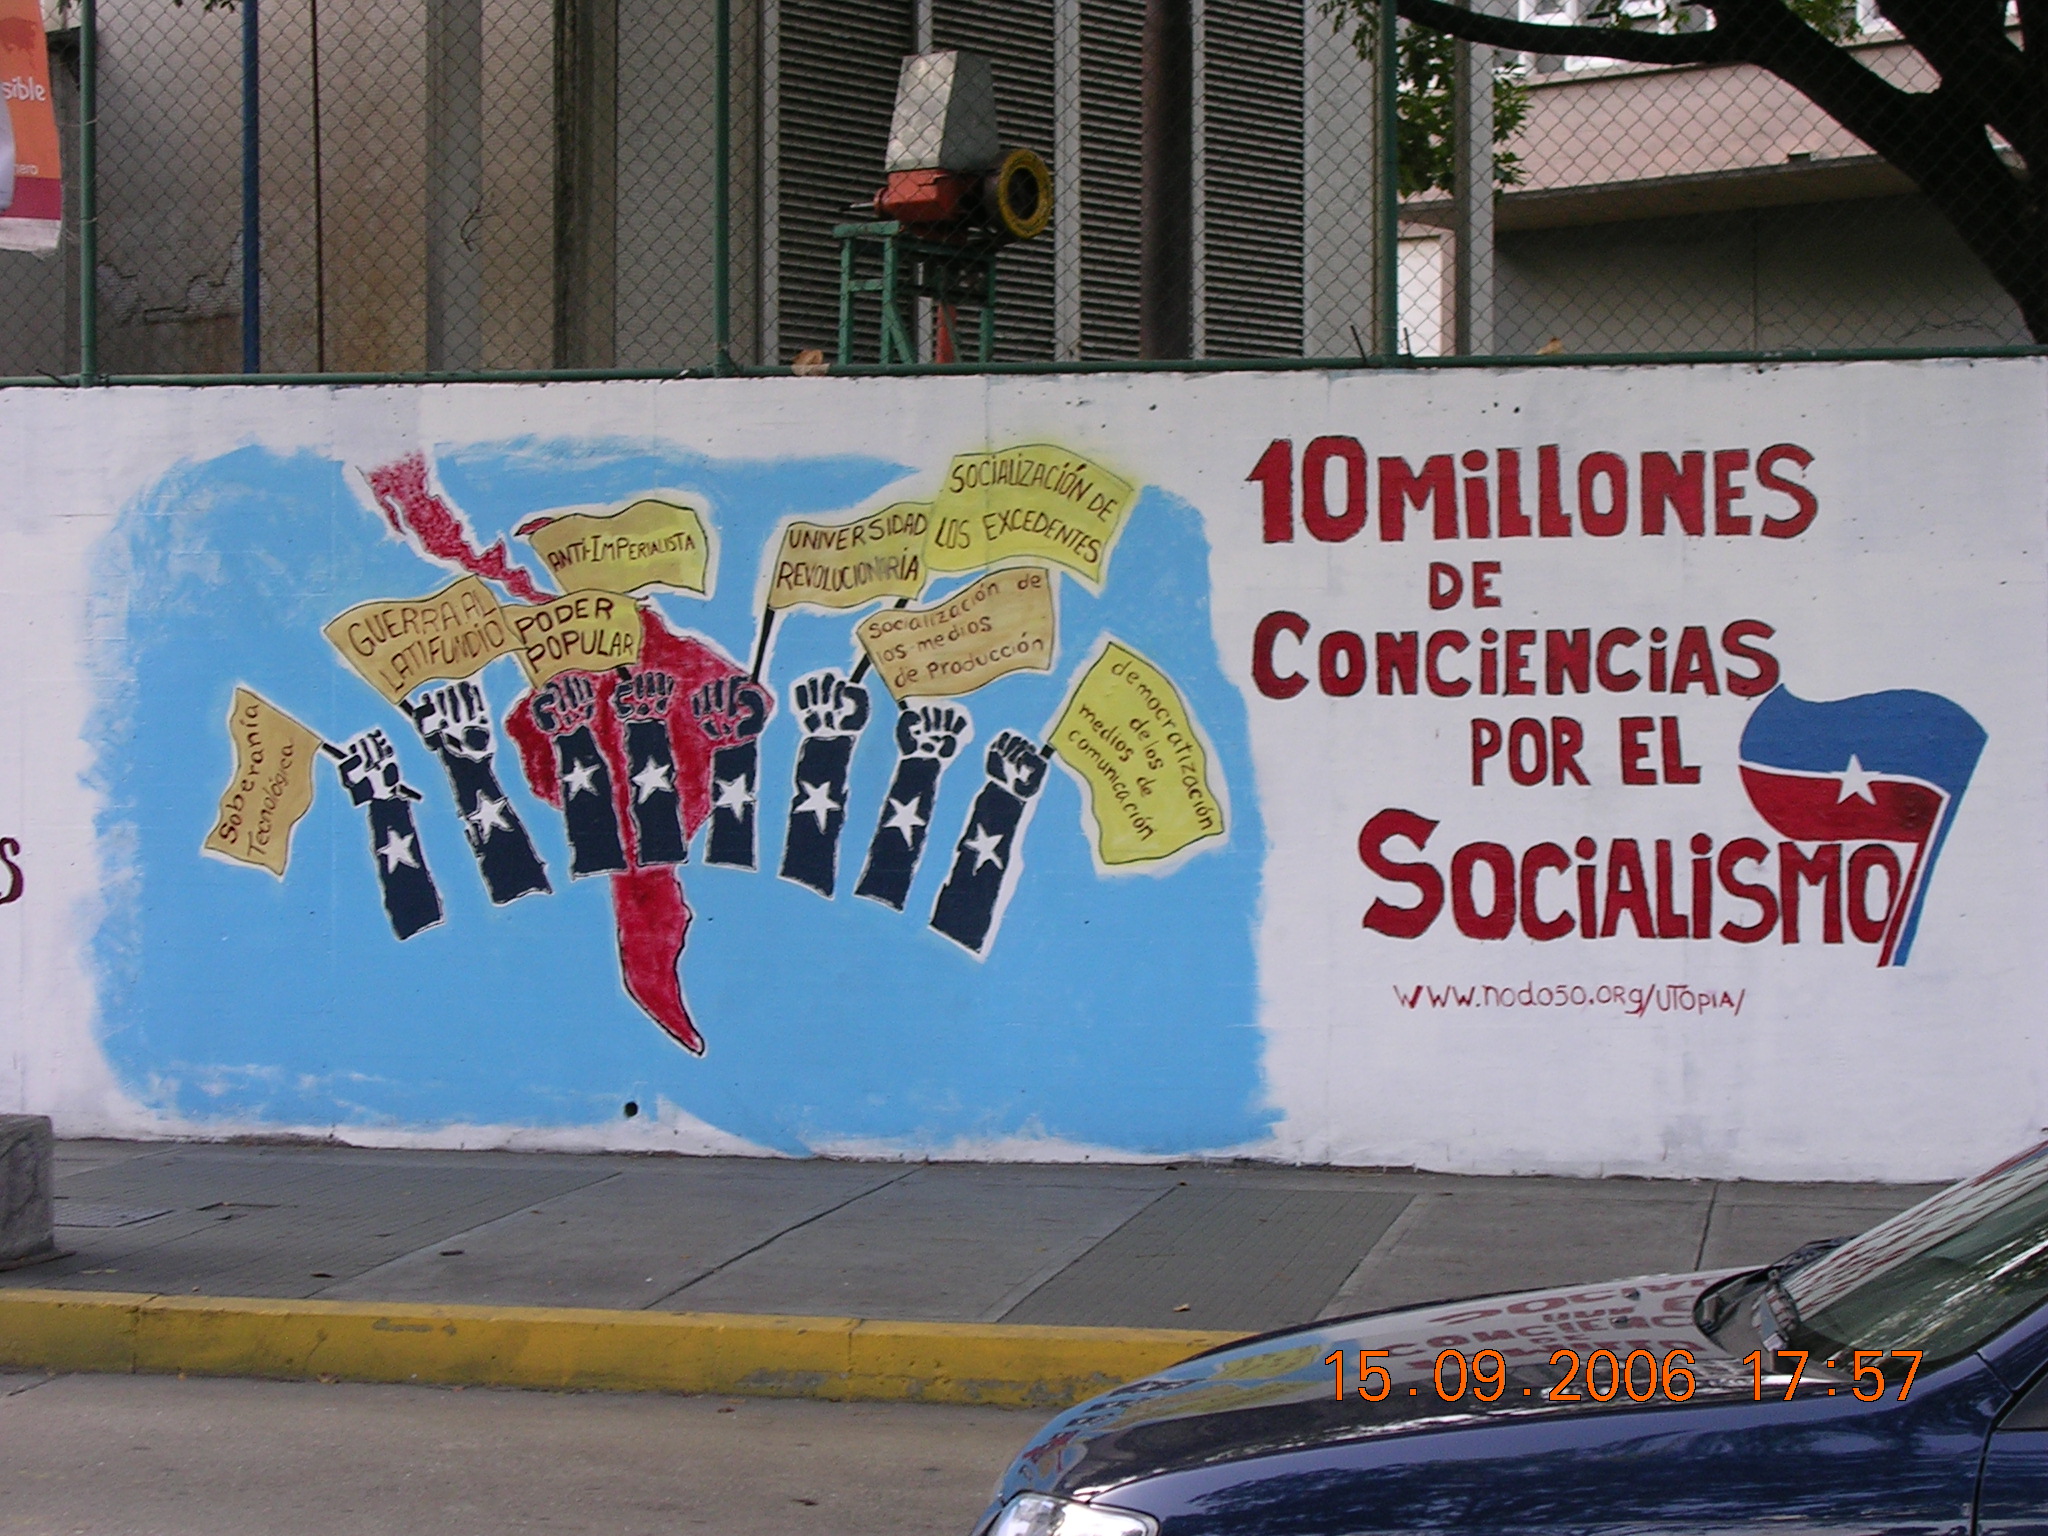 ANTI-IMPERIALISTA
GUERRA AL
LATIFUNDIO
PODER
POPULAR
UNIVERSIDAD
REVOLUCIONARIA
SOCIALIZACIÓN DE
LOS EXCEDENTES
Socialización de
los medios
de Producción
Soberanía
Tecnológica
democratización
de los
medios de
comunicación
10 MiLLONES
DE
CONCiENCiAS
POR EL
SOCiALiSMO
www.nodo50.org/UTOPIA/
15.09.2006 17:57